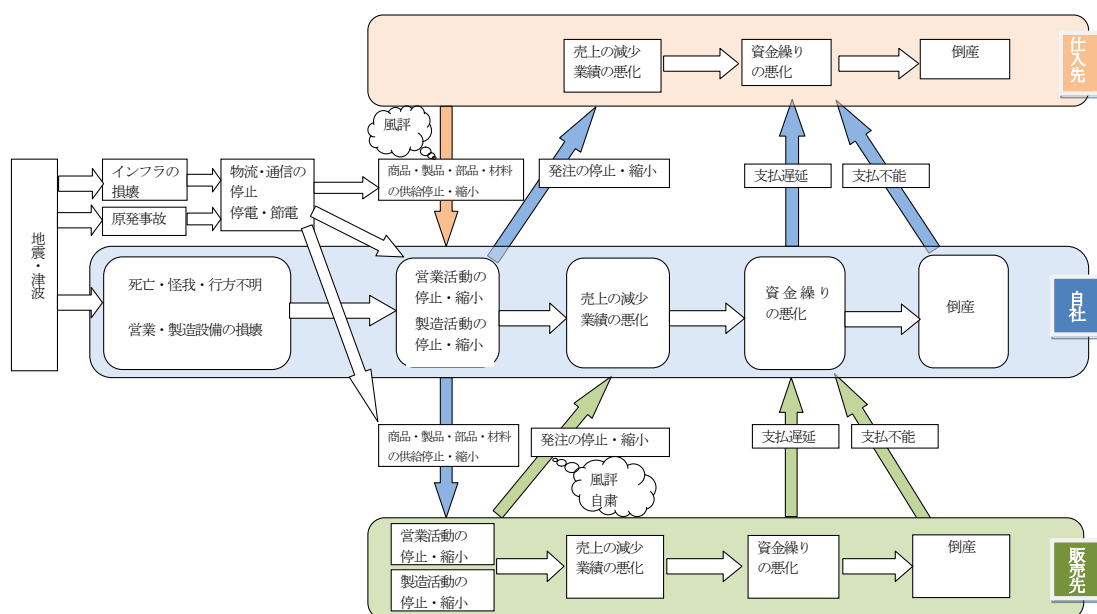 売上の減少
業績の悪化
資金繰り
の悪化
倒産
仕入先
風評
商品・製品・部品・材料
の供給停止・縮小
発注の停止・縮小
支払遅延
支払不能
地震・津波
インフラの
損壊
原発事故
物流・通信の
停止
停電・節電
死亡・怪我・行方不明
営業・製造設備の損壊
営業活動の
停止・縮小
製造活動の
停止・縮小
売上の減少
業績の悪化
資金繰り
の悪化
倒産
自社
商品・製品・部品・材料
の供給停止・縮小
発注の停止・縮小
風評
自粛
支払遅延
支払不能
営業活動の
停止・縮小
製造活動の
停止・縮小
売上の減少
業績の悪化
資金繰り
の悪化
倒産
販売先